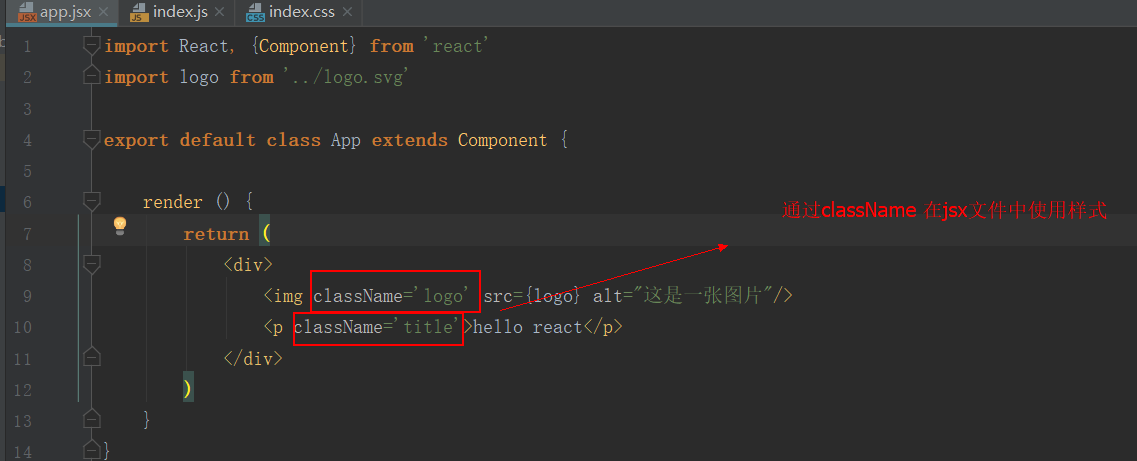 app.jsx index.js index.css
1 import React, {Component} from 'react'
2 import logo from '../logo.svg'
3
4 export default class App extends Component {
5
6 render () {
通过className 在jsx文件中使用样式
7 return (
8 <div>
9 <img className='logo' src={logo} alt="这是一张图片"/>
10 <p className='title'>hello react</p>
11 </div>
12 )
13 }
14 }